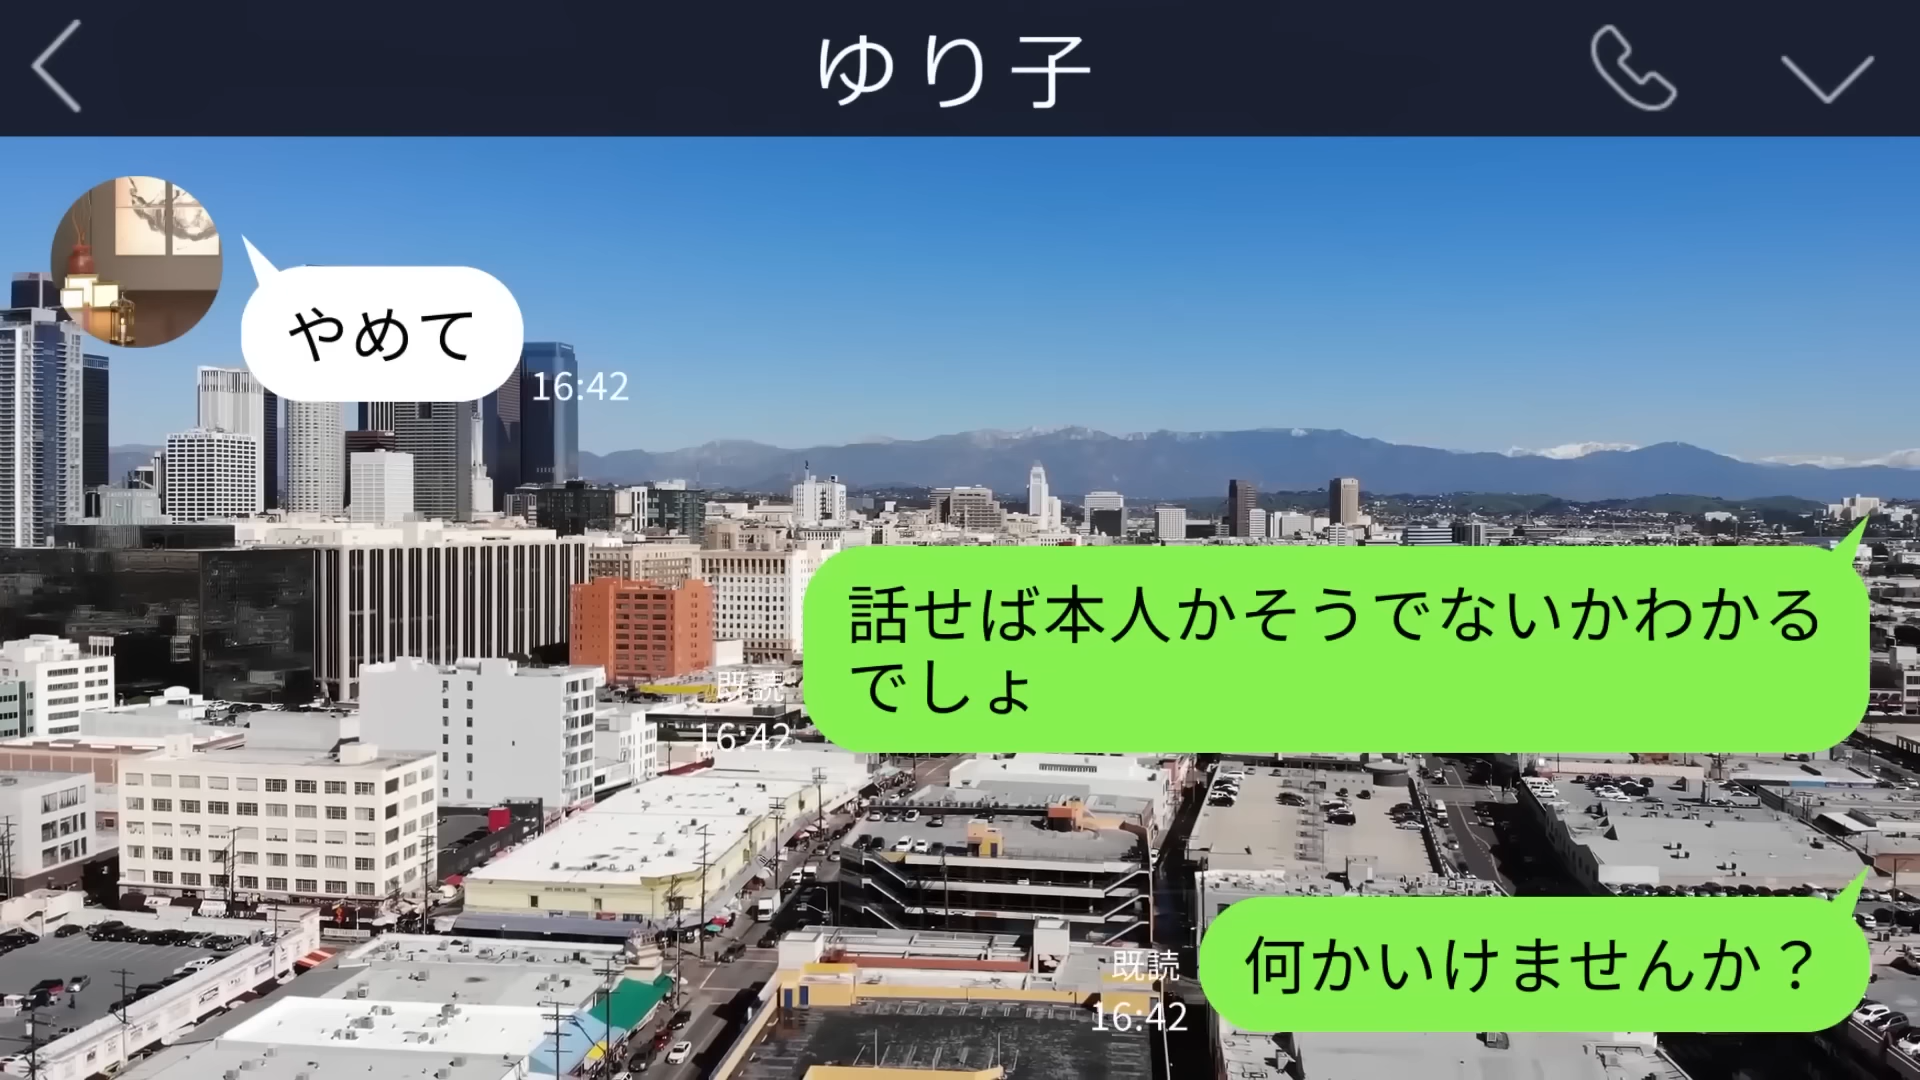 ゆり子
やめて
16:42
話せば本人かそうでないかわかる
でしょ
既読
16:42
何かいけませんか？
既読
16:42